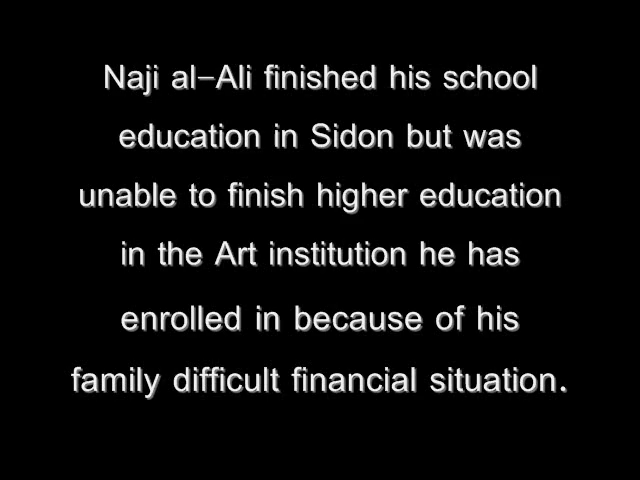 Naji al-Ali finished his school
education in Sidon but was
unable to finish higher education
in the Art institution he has
enrolled in because of his
family difficult financial situation.